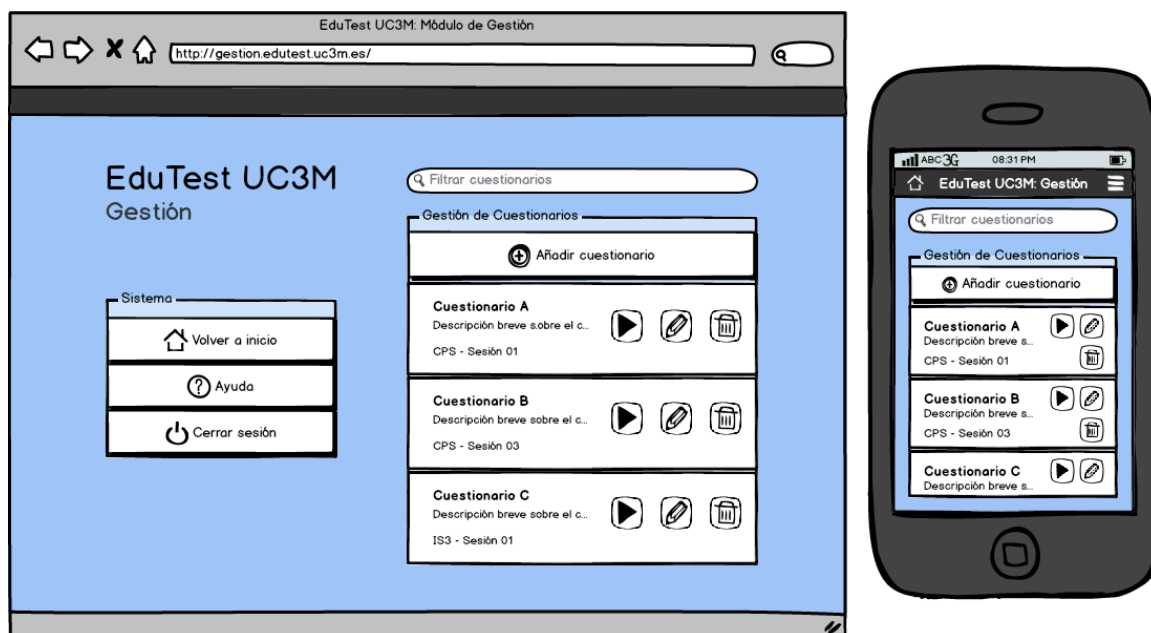 EduTest UC3M: Módulo de Gestión
http://gestion.edutest.uc3m.es/
EduTest UC3M
Gestión
Sistema
Volver a inicio
Ayuda
Cerrar sesión
Filtrar cuestionarios
Gestión de Cuestionarios
Añadir cuestionario
Cuestionario A
Descripción breve sobre el c...
CPS - Sesión 01
Cuestionario B
Descripción breve sobre el c...
CPS - Sesión 03
Cuestionario C
Descripción breve sobre el c...
IS3 - Sesión 01
ABC 3G 08:31 PM
EduTest UC3M: Gestión
Filtrar cuestionarios
Gestión de Cuestionarios
Añadir cuestionario
Cuestionario A
Descripción breve s...
CPS - Sesión 01
Cuestionario B
Descripción breve s...
CPS - Sesión 03
Cuestionario C
Descripción breve s...